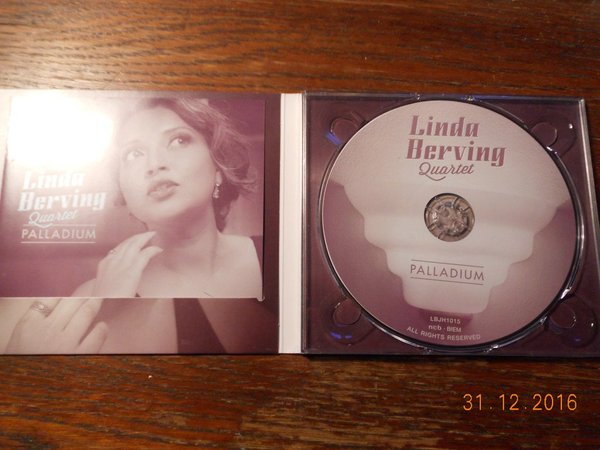 Linda
Berving
Quartet
PALLADIUM
Linda
Berving
Quartet
PALLADIUM
LBJH1015
ncb · BIEM
ALL RIGHTS RESERVED
31.12.2016